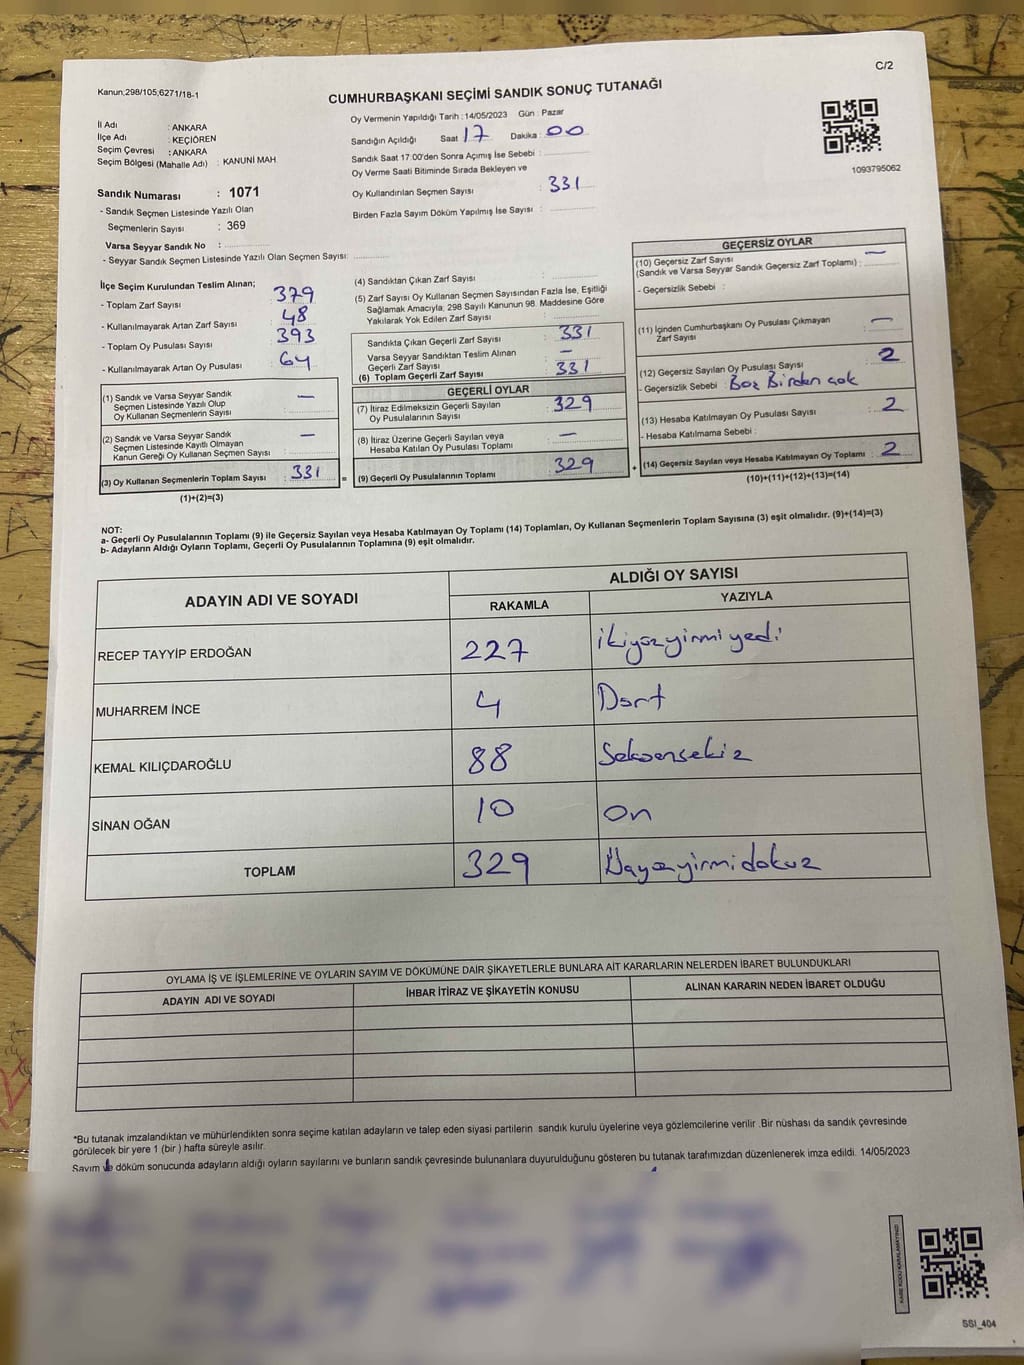 C/2
Kanun;298/105,6271/18-1
CUMHURBAŞKANI SEÇİMİ SANDIK SONUÇ TUTANAĞI
İl Adı : ANKARA
İlçe Adı : KEÇİÖREN
Seçim Çevresi : ANKARA
Seçim Bölgesi (Mahalle Adı) : KANUNİ MAH
Sandık Numarası : 1071
- Sandık Seçmen Listesinde Yazılı Olan
Seçmenlerin Sayısı : 369
Varsa Seyyar Sandık No :
- Seyyar Sandık Seçmen Listesinde Yazılı Olan Seçmen Sayısı:
Oy Vermenin Yapıldığı Tarih :14/05/2023 Gün : Pazar
Sandığın Açıldığı Saat 17 Dakika : 00
Sandık Saat 17.00'den Sonra Açımış İse Sebebi :
Oy Verme Saati Bitiminde Sırada Bekleyen ve
Oy Kullandırılan Seçmen Sayısı : 331
Birden Fazla Sayım Döküm Yapılmış İse Sayısı :
1093795062
İlçe Seçim Kurulundan Teslim Alınan;
- Toplam Zarf Sayısı : 379
- Kullanılmayarak Artan Zarf Sayısı : 48
- Toplam Oy Pusulası Sayısı : 393
- Kullanılmayarak Artan Oy Pusulası : 64
(1) Sandık ve Varsa Seyyar Sandık
Seçmen Listesinde Yazılı Olup
Oy Kullanan Seçmenlerin Sayısı : —
(2) Sandık ve Varsa Seyyar Sandık
Seçmen Listesinde Kayıtlı Olmayan
Kanun Gereği Oy Kullanan Seçmen Sayısı : —
(3) Oy Kullanan Seçmenlerin Toplam Sayısı : 331 =
(1)+(2)=(3)
(4) Sandıktan Çıkan Zarf Sayısı :
(5) Zarf Sayısı Oy Kullanan Seçmen Sayısından Fazla İse, Eşitliği
Sağlamak Amacıyla, 298 Sayılı Kanunun 98. Maddesine Göre
Yakılarak Yok Edilen Zarf Sayısı :
Sandıkta Çıkan Geçerli Zarf Sayısı : 331
Varsa Seyyar Sandıktan Teslim Alınan
Geçerli Zarf Sayısı : —
(6) Toplam Geçerli Zarf Sayısı : 331
GEÇERLİ OYLAR
(7) İtiraz Edilmeksizin Geçerli Sayılan
Oy Pusulalarının Sayısı : 329
(8) İtiraz Üzerine Geçerli Sayılan veya
Hesaba Katılan Oy Pusulası Toplamı : —
(9) Geçerli Oy Pusulalarının Toplamı : 329 +
GEÇERSİZ OYLAR
(10) Geçersiz Zarf Sayısı
(Sandık ve Varsa Seyyar Sandık Geçersiz Zarf Toplamı) : —
- Geçersizlik Sebebi :
(11) İçinden Cumhurbaşkanı Oy Pusulası Çıkmayan
Zarf Sayısı : —
(12) Geçersiz Sayılan Oy Pusulası Sayısı : 2
- Geçersizlik Sebebi : Boz Birden çok
(13) Hesaba Katılmayan Oy Pusulası Sayısı : 2
- Hesaba Katılmama Sebebi :
(14) Geçersiz Sayılan veya Hesaba Katılmayan Oy Toplamı : 2
(10)+(11)+(12)+(13)=(14)
NOT:
a- Geçerli Oy Pusulalarının Toplamı (9) ile Geçersiz Sayılan veya Hesaba Katılmayan Oy Toplamı (14) Toplamları, Oy Kullanan Seçmenlerin Toplam Sayısına (3) eşit olmalıdır. (9)+(14)=(3)
b- Adayların Aldığı Oyların Toplamı, Geçerli Oy Pusulalarının Toplamına (9) eşit olmalıdır.
ADAYIN ADI VE SOYADI ALDIĞI OY SAYISI
RAKAMLA YAZIYLA
RECEP TAYYİP ERDOĞAN 227 ikiyüzyirmiyedi
MUHARREM İNCE 4 Dort
KEMAL KILIÇDAROĞLU 88 Seksensekiz
SİNAN OĞAN 10 On
TOPLAM 329 Üayüzyirmidokuz
OYLAMA İŞ VE İŞLEMLERİNE VE OYLARIN SAYIM VE DÖKÜMÜNE DAİR ŞİKAYETLERLE BUNLARA AİT KARARLARIN NELERDEN İBARET BULUNDUKLARI
ADAYIN ADI VE SOYADI İHBAR İTİRAZ VE ŞİKAYETİN KONUSU ALINAN KARARIN NEDEN İBARET OLDUĞU
*Bu tutanak imzalandıktan ve mühürlendikten sonra seçime katılan adayların ve talep eden siyasi partilerin sandık kurulu üyelerine veya gözlemcilerine verilir .Bir nüshası da sandık çevresinde
görülecek bir yere 1 (bir ) hafta süreyle asılır.
Sayım ve döküm sonucunda adayların aldığı oyların sayılarını ve bunların sandık çevresinde bulunanlara duyurulduğunu gösteren bu tutanak tarafımızdan düzenlenerek imza edildi. 14/05/2023
KARE KODU KARALAMAYINIZ!
SSI_404